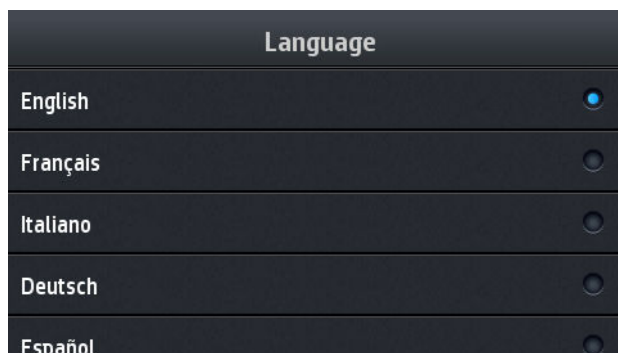 Language
English
Français
Italiano
Deutsch
Español